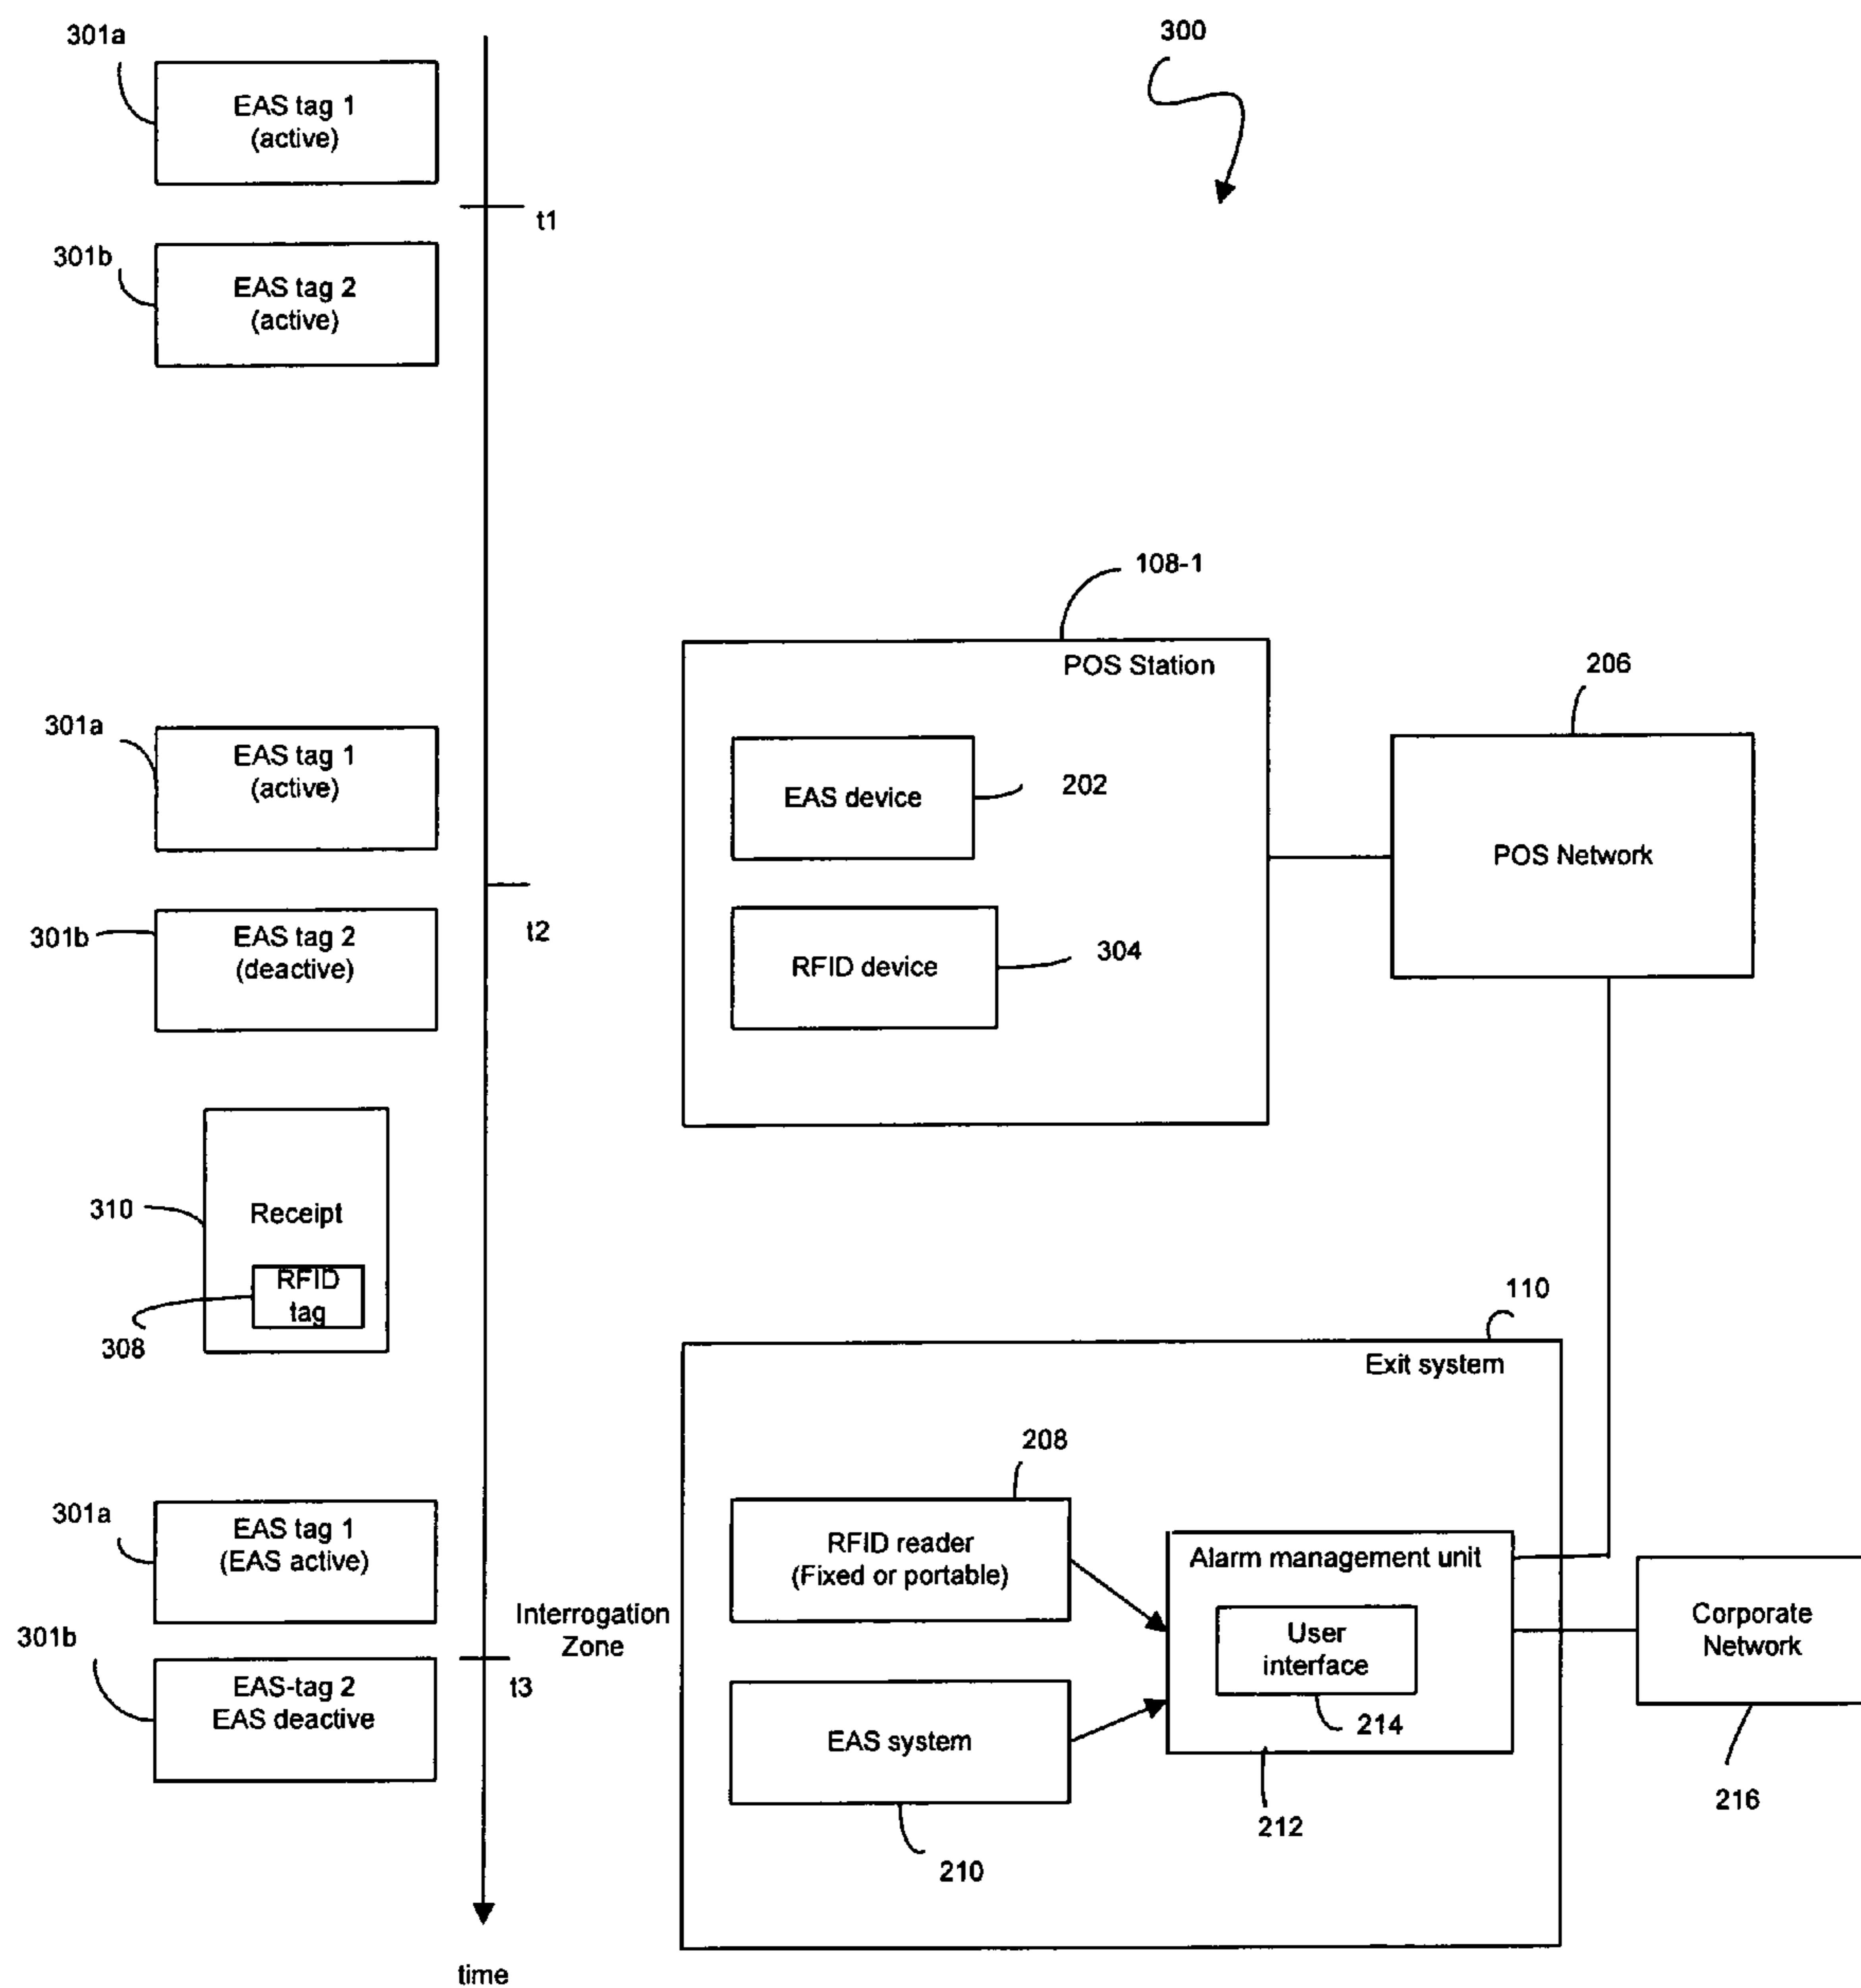 300
301a
EAS tag 1
(active)
t1
301b
EAS tag 2
(active)
108-1
POS Station
206
301a
EAS tag 1
(active)
EAS device
202
POS Network
t2
301b
EAS tag 2
(deactive)
RFID device
304
310
Receipt
RFID
tag
308
110
Exit system
208
301a
EAS tag 1
(EAS active)
RFID reader
(Fixed or portable)
Alarm management unit
Interrogation
Zone
User
interface
Corporate
Network
301b
EAS-tag 2
EAS deactive
t3
EAS system
214
212
216
210
time